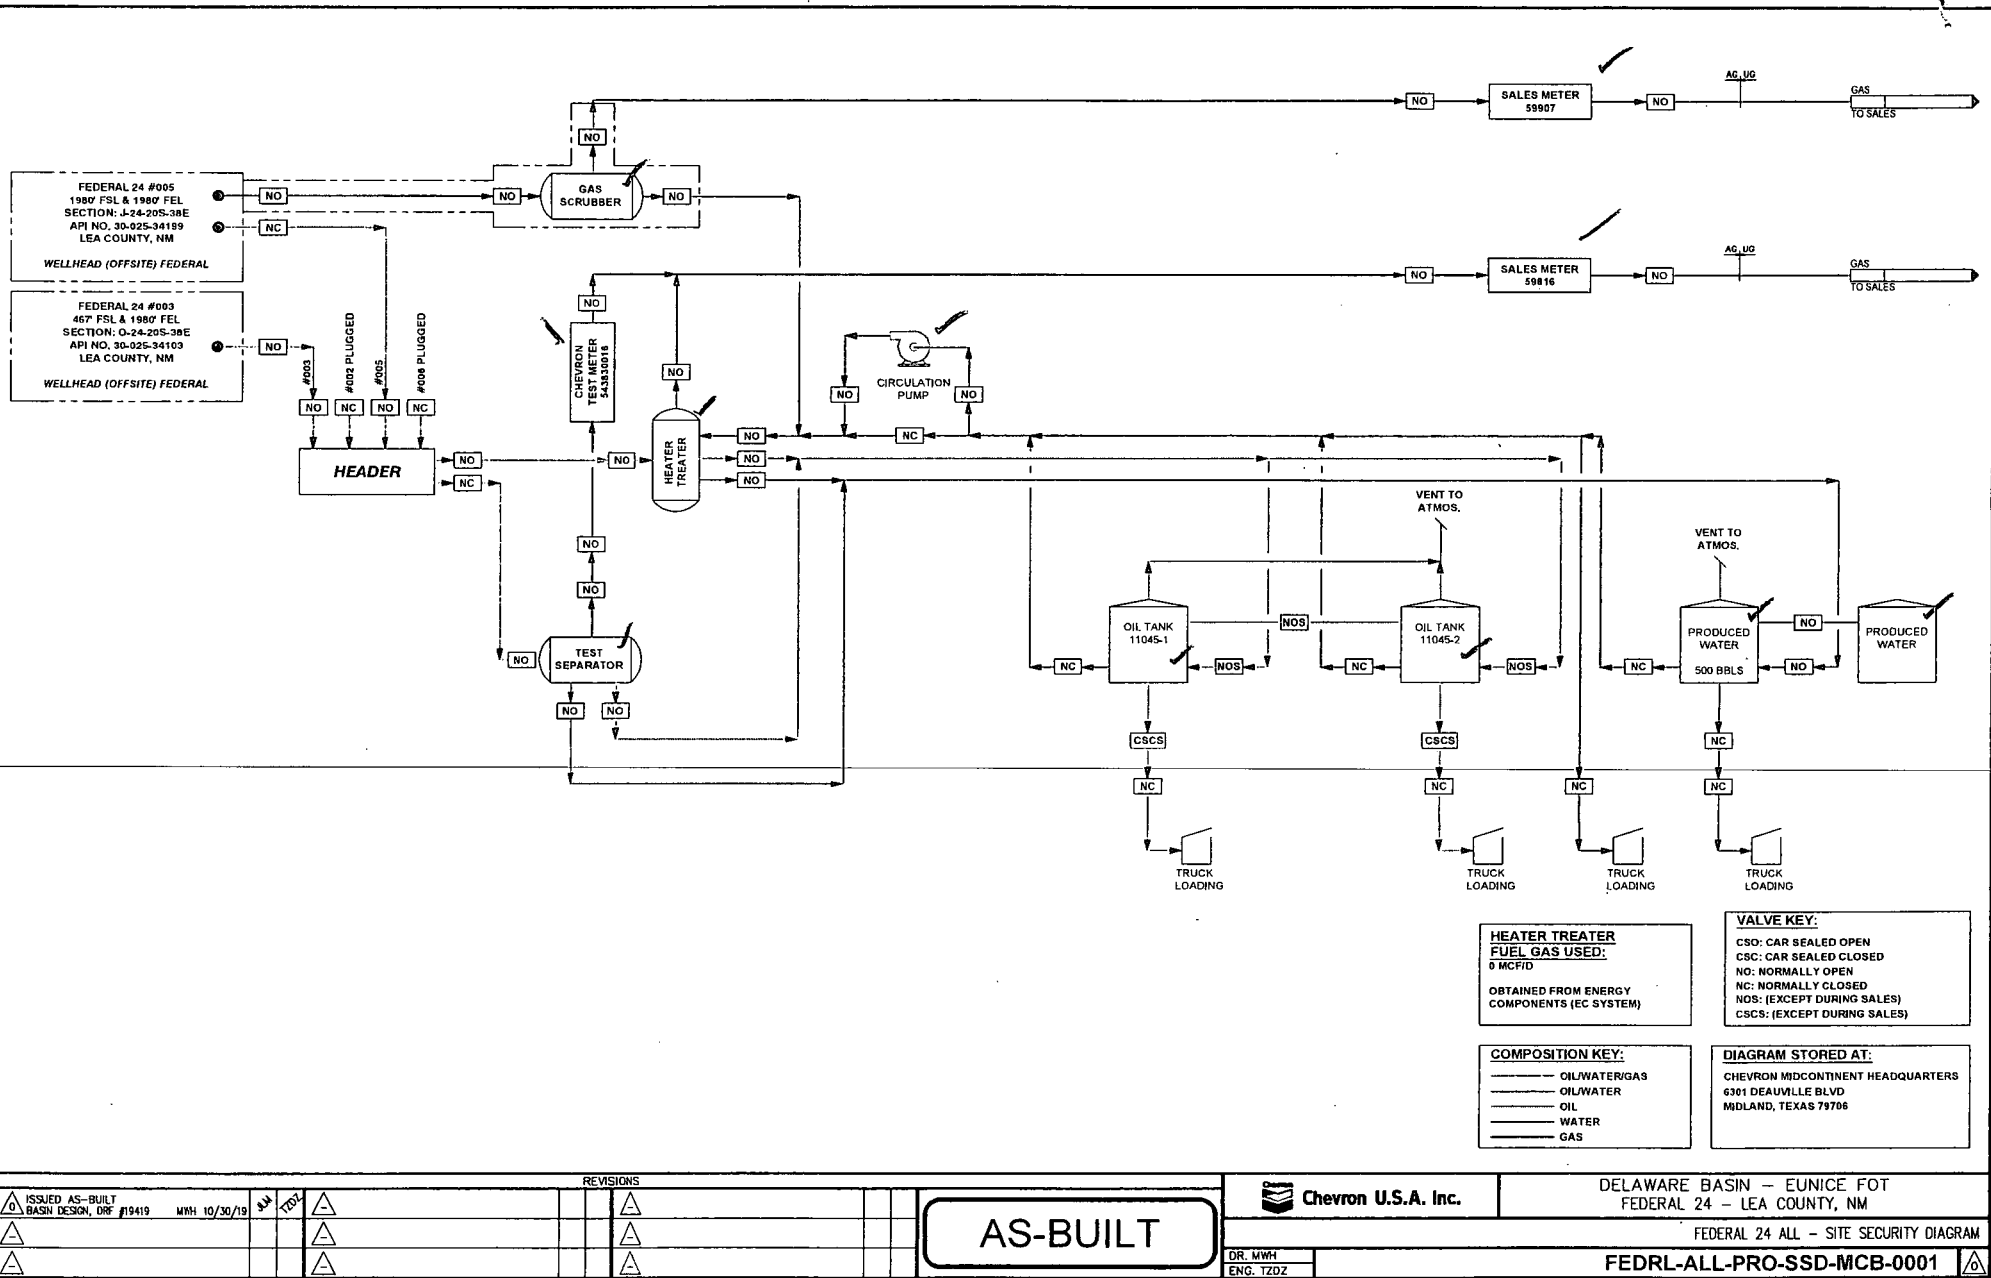 SALES METER
59907
AG UG
GAS
TO SALES
NO
NO
NO
FEDERAL 24 #005
1980' FSL & 1980' FEL
SECTION: J-24-20S-38E
API NO. 30-025-34199
LEA COUNTY, NM
WELLHEAD (OFFSITE) FEDERAL
NO
NC
NO
GAS
SCRUBBER
NO
SALES METER
59816
AG UG
GAS
TO SALES
NO
NO
FEDERAL 24 #003
467' FSL & 1980' FEL
SECTION: O-24-20S-38E
API NO. 30-025-34103
LEA COUNTY, NM
WELLHEAD (OFFSITE) FEDERAL
NO
#003
#002 PLUGGED
#005
#006 PLUGGED
NO
NC
NO
NC
HEADER
NO
NC
NO
CHEVRON
TEST METER
543830016
NO
NO
HEATER
TREATER
NO
NO
NO
NO
CIRCULATION
PUMP
NO
NC
NO
NO
NO
TEST
SEPARATOR
NO
NO
VENT TO
ATMOS.
VENT TO
ATMOS.
OIL TANK
11045-1
NOS
OIL TANK
11045-2
PRODUCED
WATER
500 BBLS
NO
PRODUCED
WATER
NC
NOS
NC
NOS
NC
NO
CSCS
CSCS
NC
NC
NC
NC
NC
TRUCK
LOADING
TRUCK
LOADING
TRUCK
LOADING
TRUCK
LOADING
HEATER TREATER
FUEL GAS USED:
0 MCF/D
OBTAINED FROM ENERGY
COMPONENTS (EC SYSTEM)
VALVE KEY:
CSO: CAR SEALED OPEN
CSC: CAR SEALED CLOSED
NO: NORMALLY OPEN
NC: NORMALLY CLOSED
NOS: (EXCEPT DURING SALES)
CSCS: (EXCEPT DURING SALES)
COMPOSITION KEY:
OIL/WATER/GAS
OIL/WATER
OIL
WATER
GAS
DIAGRAM STORED AT:
CHEVRON MIDCONTINENT HEADQUARTERS
6301 DEAUVILLE BLVD
MIDLAND, TEXAS 79706
REVISIONS
0 ISSUED AS-BUILT
BASIN DESIGN, DRF #19419 MWH 10/30/19 JLM TZDZ
AS-BUILT
Chevron
Chevron U.S.A. Inc.
DELAWARE BASIN - EUNICE FOT
FEDERAL 24 - LEA COUNTY, NM
FEDERAL 24 ALL - SITE SECURITY DIAGRAM
DR. MWH
ENG. TZDZ
FEDRL-ALL-PRO-SSD-MCB-0001
0